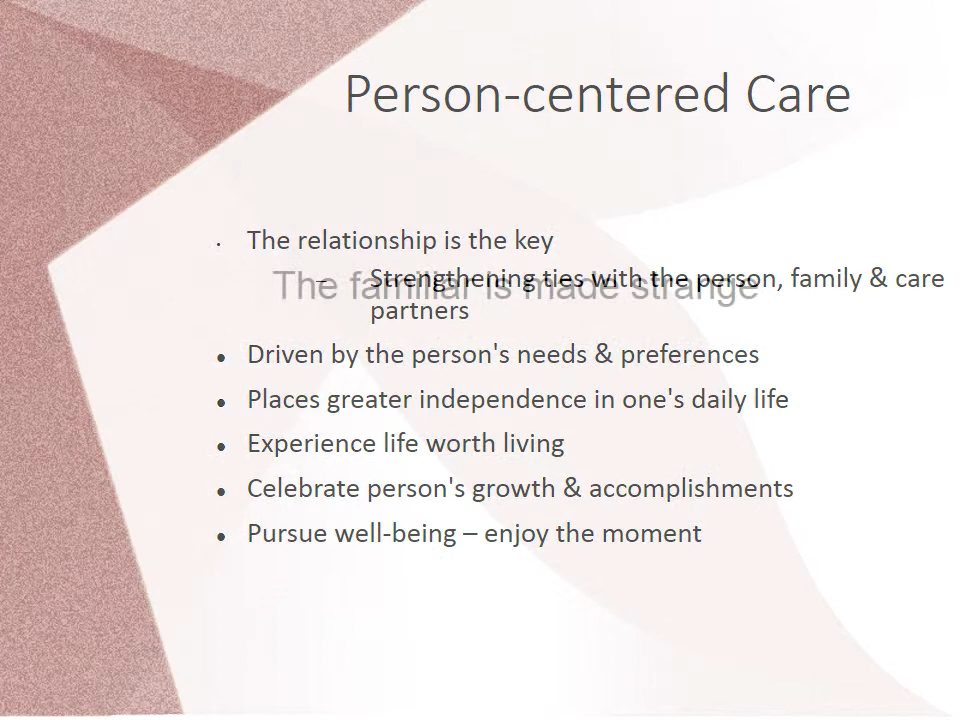 Person-centered Care
· The relationship is the key
– Strengthening ties with the person, family & care
partners
The familiar is made strange
● Driven by the person's needs & preferences
● Places greater independence in one's daily life
● Experience life worth living
● Celebrate person's growth & accomplishments
● Pursue well-being – enjoy the moment